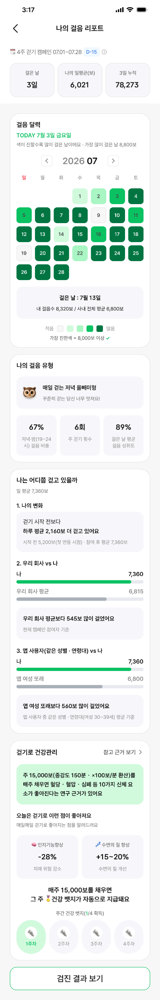 3:17
나의 걸음 리포트
4주 걷기 캠페인 07.01~07.28 D-15
걸은 날
3일
나의 일평균(보)
6,021
3일 누적
78,273
걸음 달력
TODAY 7월 3일 금요일
색이 진할수록 많이 걸은 날이에요 · 가장 많이 걸은 날 8,800보
2026 07
일 월 화 수 목 금 토
1 2 3 4
5 6 7 8 9 10 11
12 13 14 15 16 17 18
19 20 21 22 23 24 25
26 27 28
걸은 날 : 7월 13일
내 걸음수 8,320보 / 사내 전체 평균 6,800보
적음 많음
가장 진한색 = 8,000보 이상
나의 걸음 유형
매일 걷는 저녁 올빼미형
꾸준히 걷는 당신 너무 멋져요!
67%
저녁·밤(19~24
시) 걸음 비중
6회
주 걷기 횟수
89%
걸은 날 평균
걸음 성취도
나는 어디쯤 걷고 있을까
일 평균 7,360보
1. 나의 변화
걷기 시작 전보다
하루 평균 2,160보 더 걷고 있어요
시작 전 5,200보(첫 연동 시점) · 참여 후 평균 7,360보
2. 우리 회사 vs 나
나 7,360
우리 회사 평균 6,815
우리 회사 평균보다 545보 많이 걸었어요
현재 캠페인 참여자 기준
3. 앱 사용자(같은 성별 · 연령대) vs 나
나 7,360
앱 여성 또래 6,800
앱 여성 또래보다 560보 많이 걸었어요
앱 사용자 중 같은 성별 · 연령대(여성 30~39세) 평균 기준
걷기로 건강관리 참고 근거 보기
주 15,000보(중강도 150분 · ×100보/분 환산)를
매주 채우면 혈당 · 혈압 · 심폐 등 10가지 신체 요
소가 좋아진다는 연구 근거가 있어요
오늘은 걷기로 이런 점이 좋아져요
매일매일 걷기로 좋아지는 점을 알려드려요
인지기능향상
-28%
치매 위험 감소
수면의 질 향상
+15~20%
수면의 질 개선
매주 15,000보를 채우면
그 주 건강 뱃지가 자동으로 지급돼요
주간 건강 뱃지(1/4 획득)
1주차 2주차 3주차 4주차
검진 결과 보기